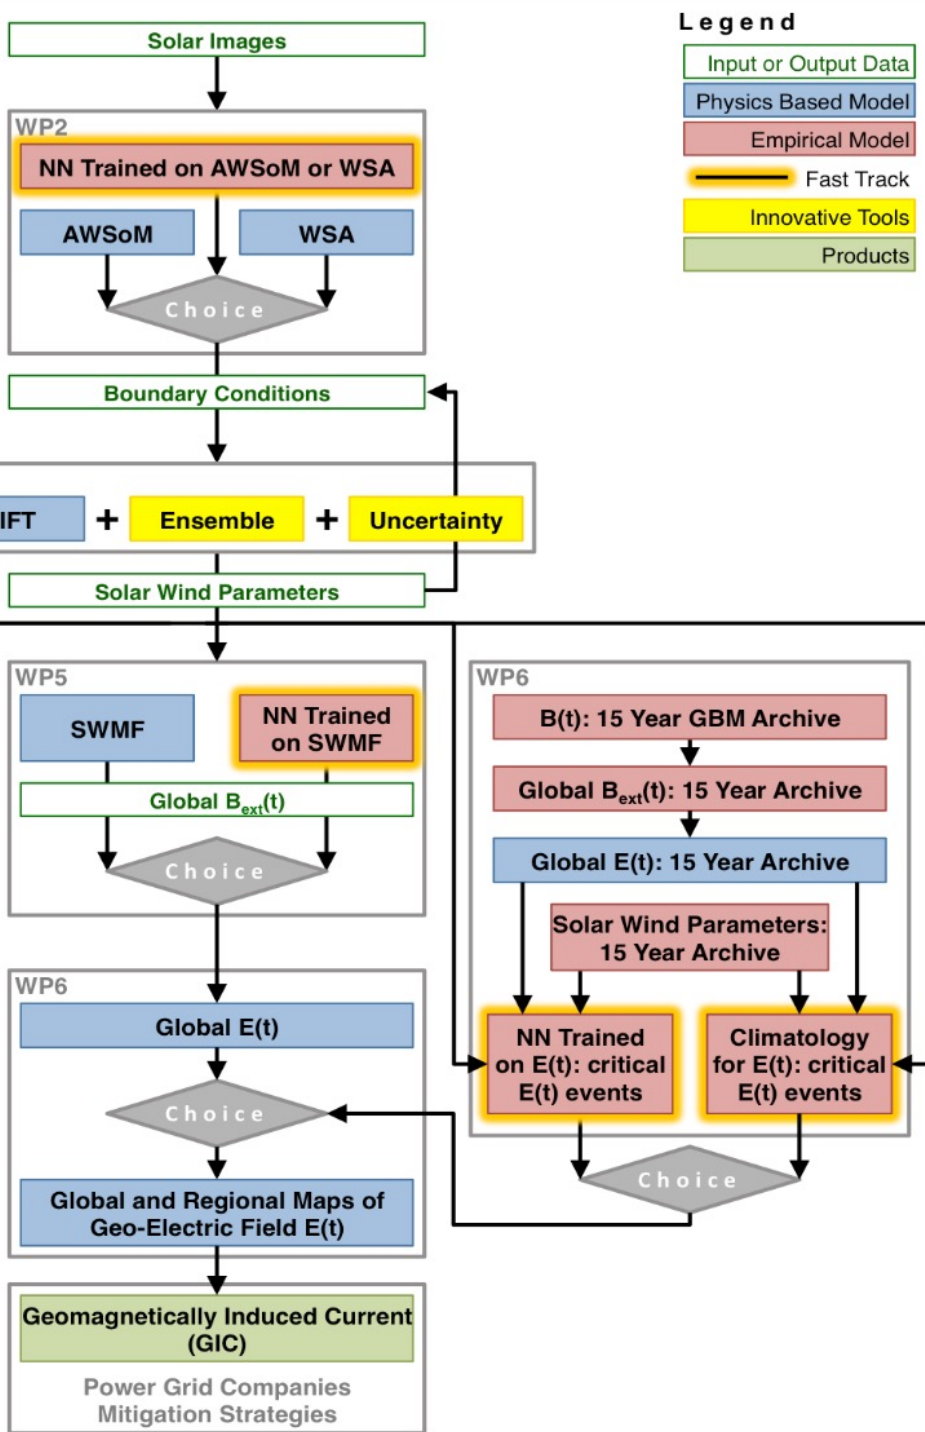 Solar Images
WP2
NN Trained on AWSoM or WSA
AWSoM
WSA
Choice
Boundary Conditions
IFT + Ensemble + Uncertainty
Solar Wind Parameters
WP5
SWMF
NN Trained
on SWMF
Global Bext(t)
Choice
WP6
Global E(t)
Choice
Global and Regional Maps of
Geo-Electric Field E(t)
Geomagnetically Induced Current
(GIC)
Power Grid Companies
Mitigation Strategies
Legend
Input or Output Data
Physics Based Model
Empirical Model
Fast Track
Innovative Tools
Products
WP6
B(t): 15 Year GBM Archive
Global Bext(t): 15 Year Archive
Global E(t): 15 Year Archive
Solar Wind Parameters:
15 Year Archive
NN Trained
on E(t): critical
E(t) events
Climatology
for E(t): critical
E(t) events
Choice